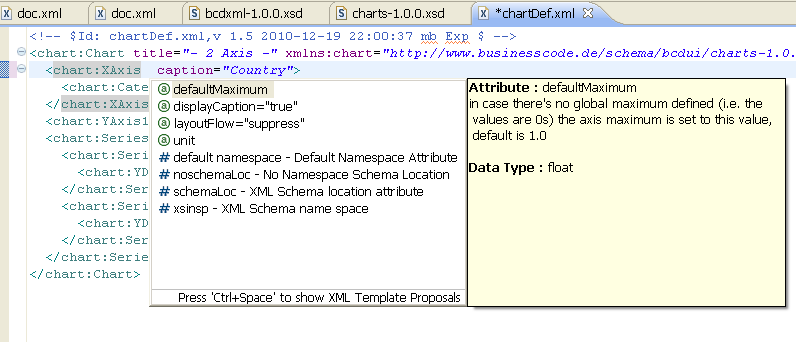 doc.xml doc.xml bcdxml-1.0.0.xsd charts-1.0.0.xsd *chartDef.xml
<!-- $Id: chartDef.xml,v 1.5 2010-12-19 22:00:37 mb Exp $ -->
<chart:Chart title="- 2 Axis -" xmlns:chart="http://www.businesscode.de/schema/bcdui/charts-1.0.
<chart:XAxis caption="Country">
<chart:Cate
</chart:XAxis
<chart:YAxis1
<chart:Series
<chart:Seri
<chart:YD
</chart:Seri
<chart:Seri
<chart:YD
</chart:Seri
</chart:Series
</chart:Chart>
defaultMaximum
displayCaption="true"
layoutFlow="suppress"
unit
default namespace - Default Namespace Attribute
noschemaLoc - No Namespace Schema Location
schemaLoc - XML Schema location attribute
xsinsp - XML Schema name space
Press 'Ctrl+Space' to show XML Template Proposals
Attribute : defaultMaximum
in case there's no global maximum defined (i.e. the
values are 0s) the axis maximum is set to this value,
default is 1.0
Data Type : float